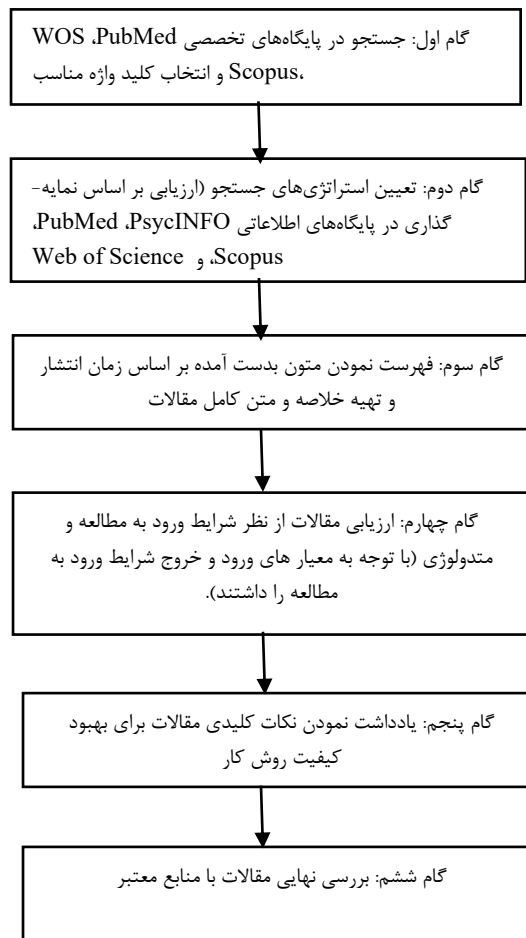 گام اول: جستجو در پایگاه‌های تخصصی WOS ،PubMed
،Scopus و انتخاب کلید واژه مناسب
گام دوم: تعیین استراتژی‌های جستجو (ارزیابی بر اساس نمایه-
گذاری در پایگاه‌های اطلاعاتی PubMed ،PsycINFO،
Scopus، و Web of Science
گام سوم: فهرست نمودن متون بدست آمده بر اساس زمان انتشار
و تهیه خلاصه و متن کامل مقالات
گام چهارم: ارزیابی مقالات از نظر شرایط ورود به مطالعه و
متدولوژی (با توجه به معیار های ورود و خروج شرایط ورود به
مطالعه را داشتند).
گام پنجم: یادداشت نمودن نکات کلیدی مقالات برای بهبود
کیفیت روش کار
گام ششم: بررسی نهایی مقالات با منابع معتبر